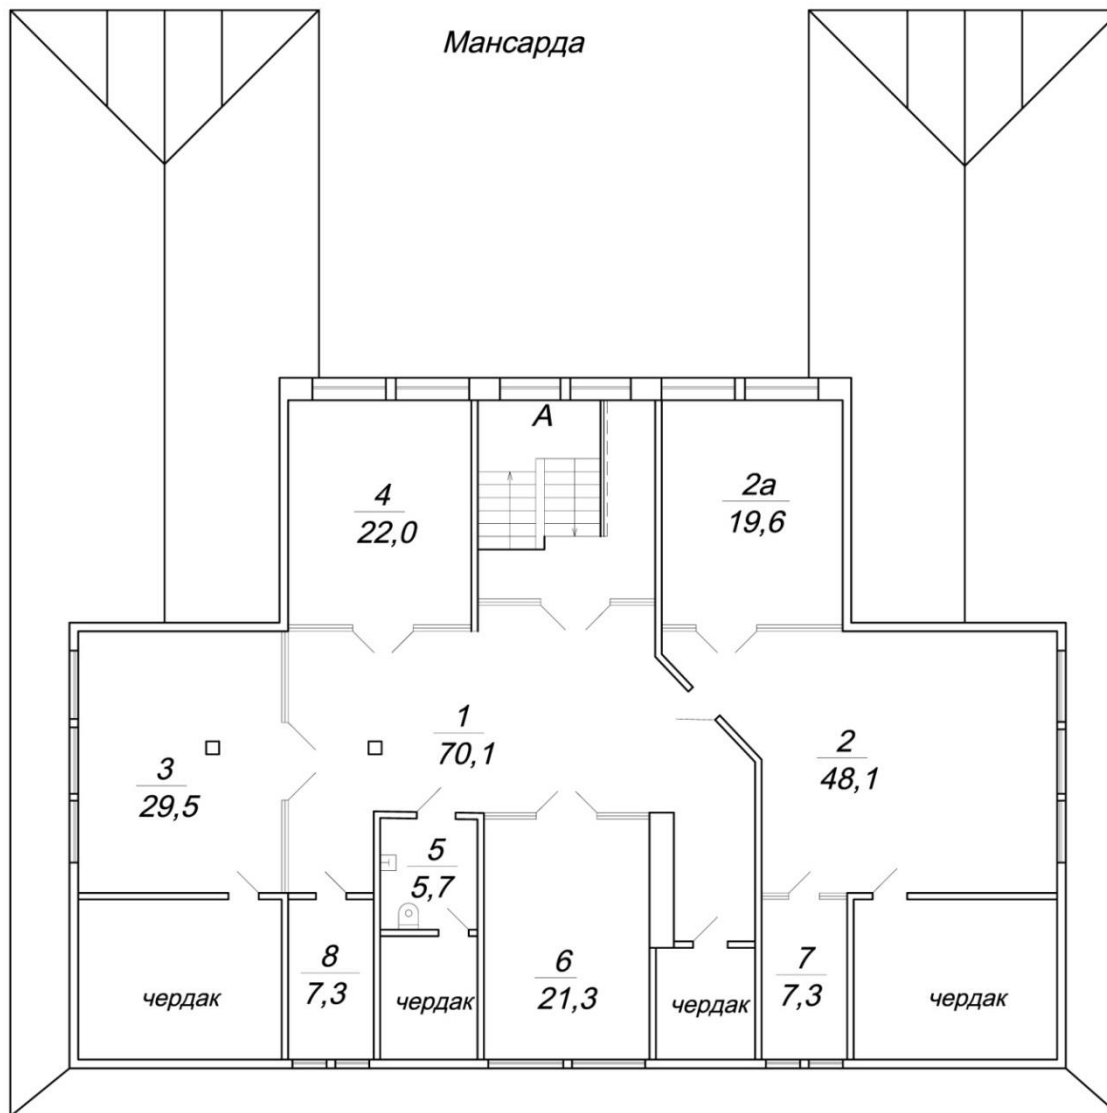 Мансарда
А
4
22,0
2а
19,6
1
70,1
2
48,1
3
29,5
5
5,7
8
7,3
6
21,3
7
7,3
чердак
чердак
чердак
чердак